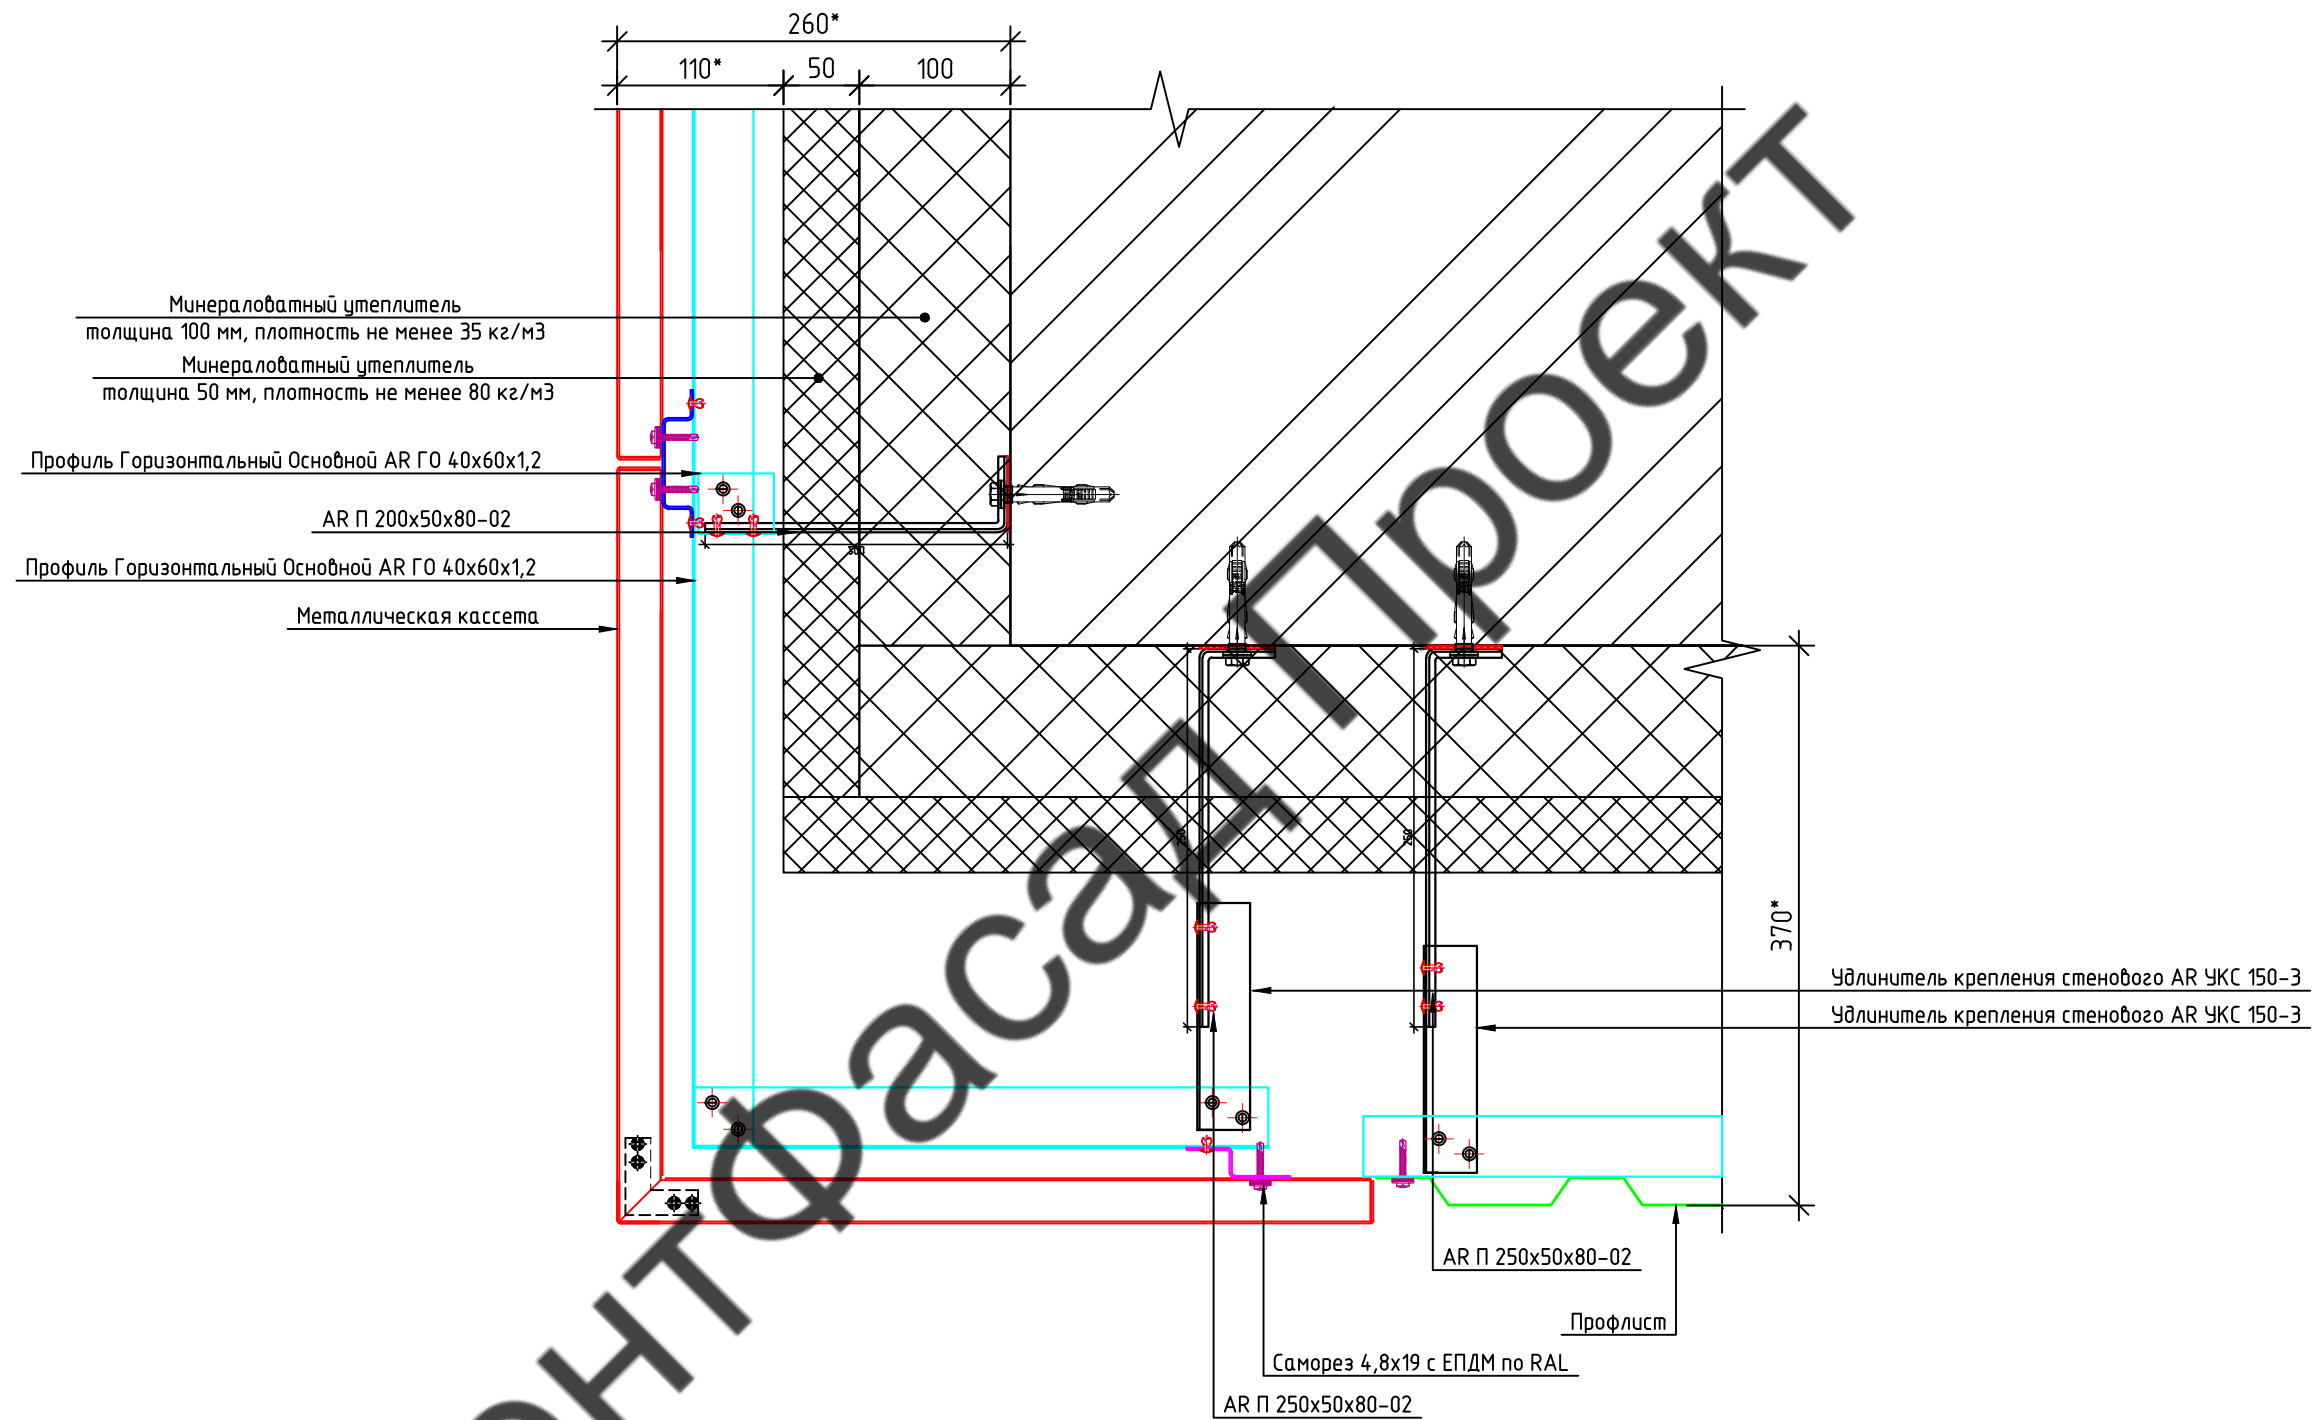 260*
110*
50
100
Минераловатный утеплитель
толщина 100 мм, плотность не менее 35 кг/м3
Минераловатный утеплитель
толщина 50 мм, плотность не менее 80 кг/м3
Профиль Горизонтальный Основной AR ГО 40х60х1,2
AR П 200х50х80-02
Профиль Горизонтальный Основной AR ГО 40х60х1,2
Металлическая кассета
370*
Удлинитель крепления стенового AR УКС 150-3
Удлинитель крепления стенового AR УКС 150-3
AR П 250х50х80-02
Профлист
Саморез 4,8х19 с ЕПДМ по RAL
AR П 250х50х80-02
онтФасад Проект